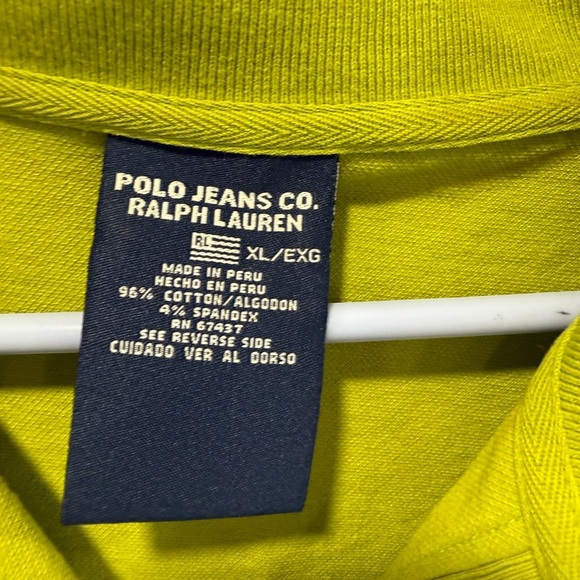 POLO JEANS CO.
RALPH LAUREN
RL XL/EXG
MADE IN PERU
HECHO EN PERU
96% COTTON/ALGODON
4% SPANDEX
RN 67437
SEE REVERSE SIDE
CUIDADO VER AL DORSO